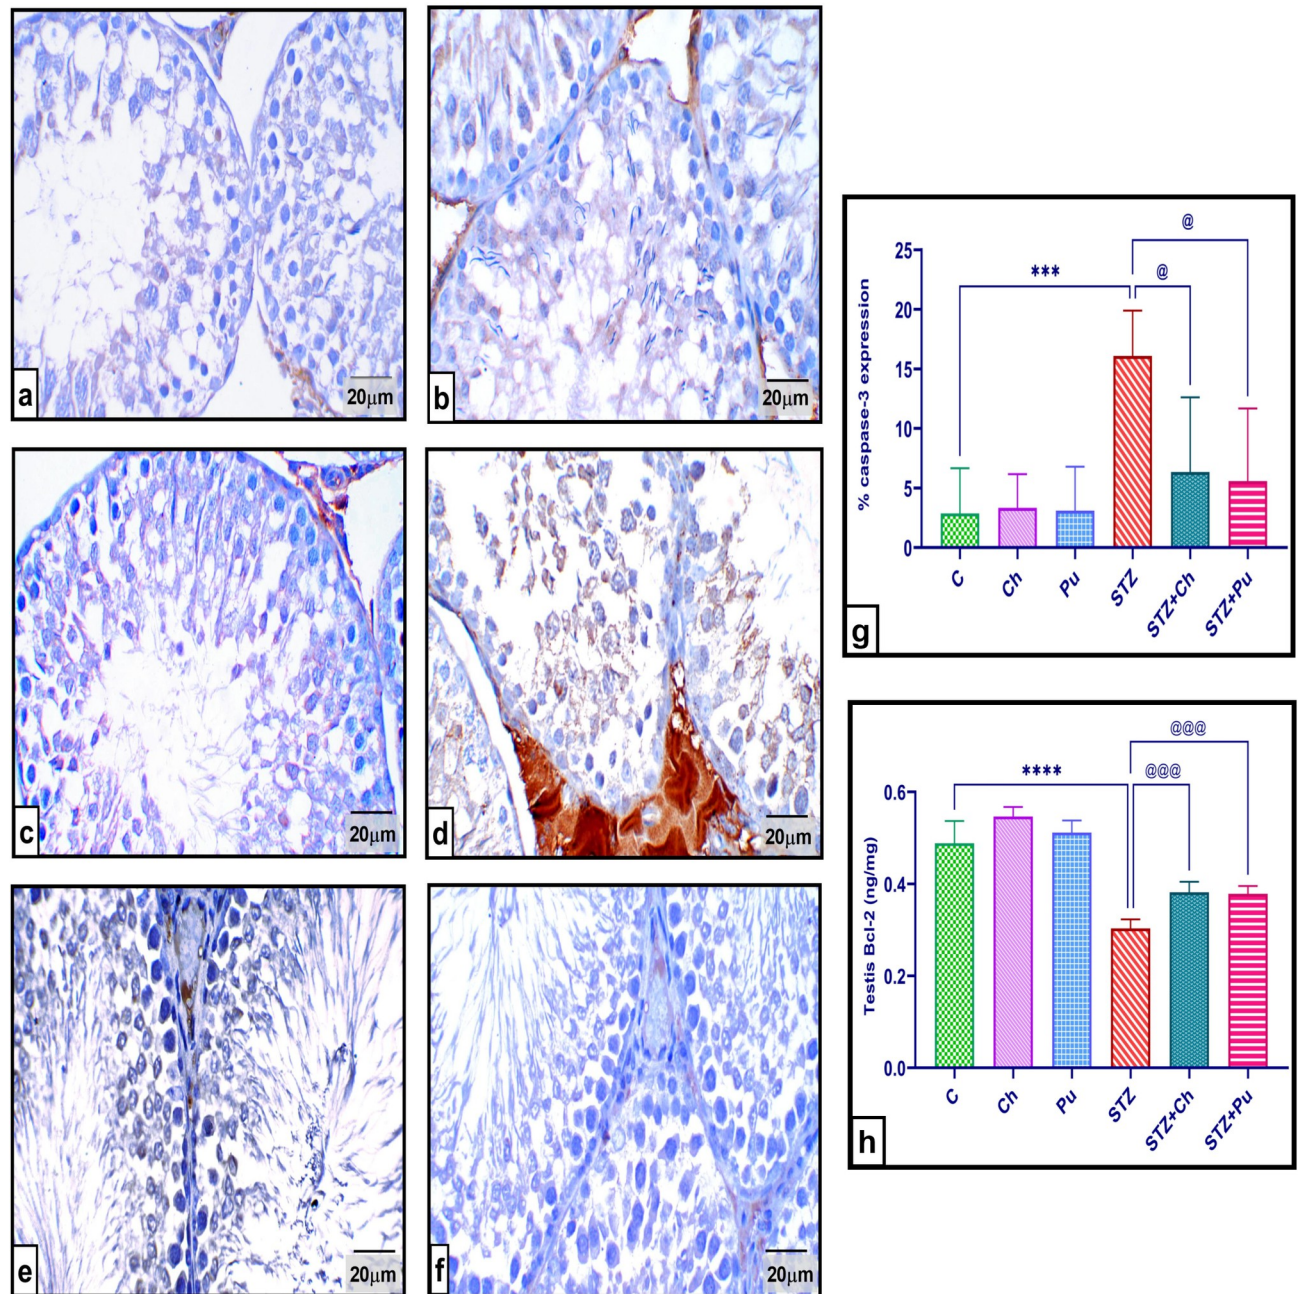 a
20μm
b
20μm
c
20μm
d
20μm
e
20μm
f
20μm
% caspase-3 expression
25
20
15
10
5
0
***
@
@
C
Ch
Pu
STZ
STZ+Ch
STZ+Pu
g
Testis Bcl-2 (ng/mg)
0.6
0.4
0.2
0.0
****
@@@
@@@
C
Ch
Pu
STZ
STZ+Ch
STZ+Pu
h